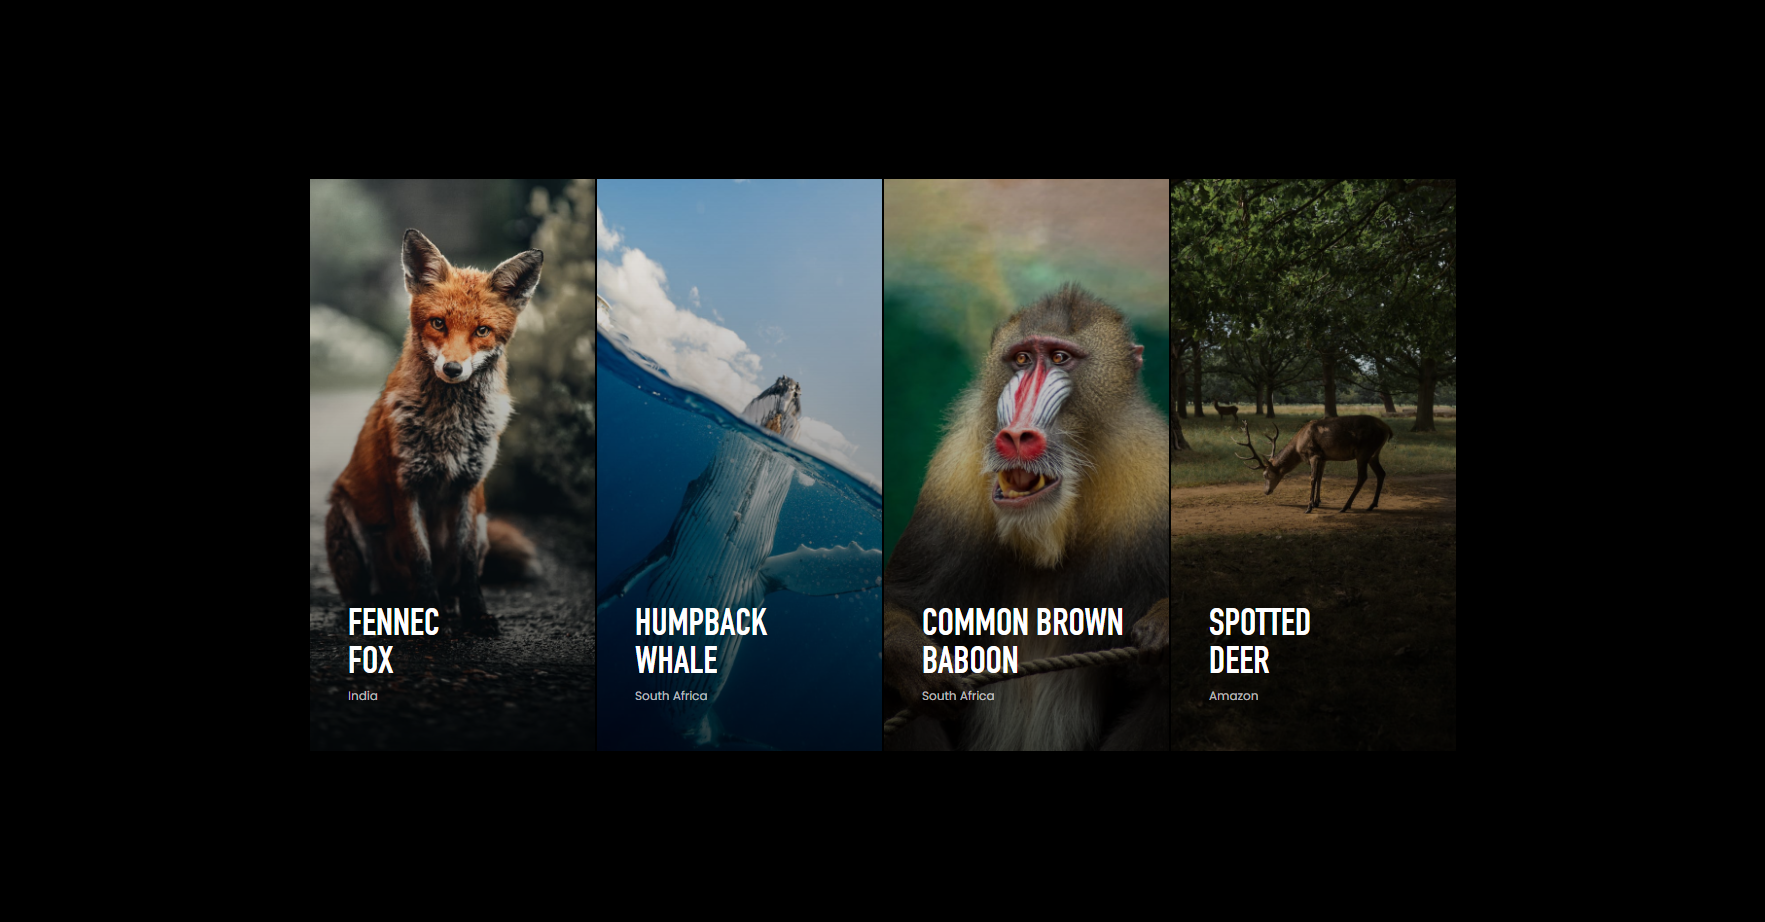 FENNEC
FOX
India
HUMPBACK
WHALE
South Africa
COMMON BROWN
BABOON
South Africa
SPOTTED
DEER
Amazon